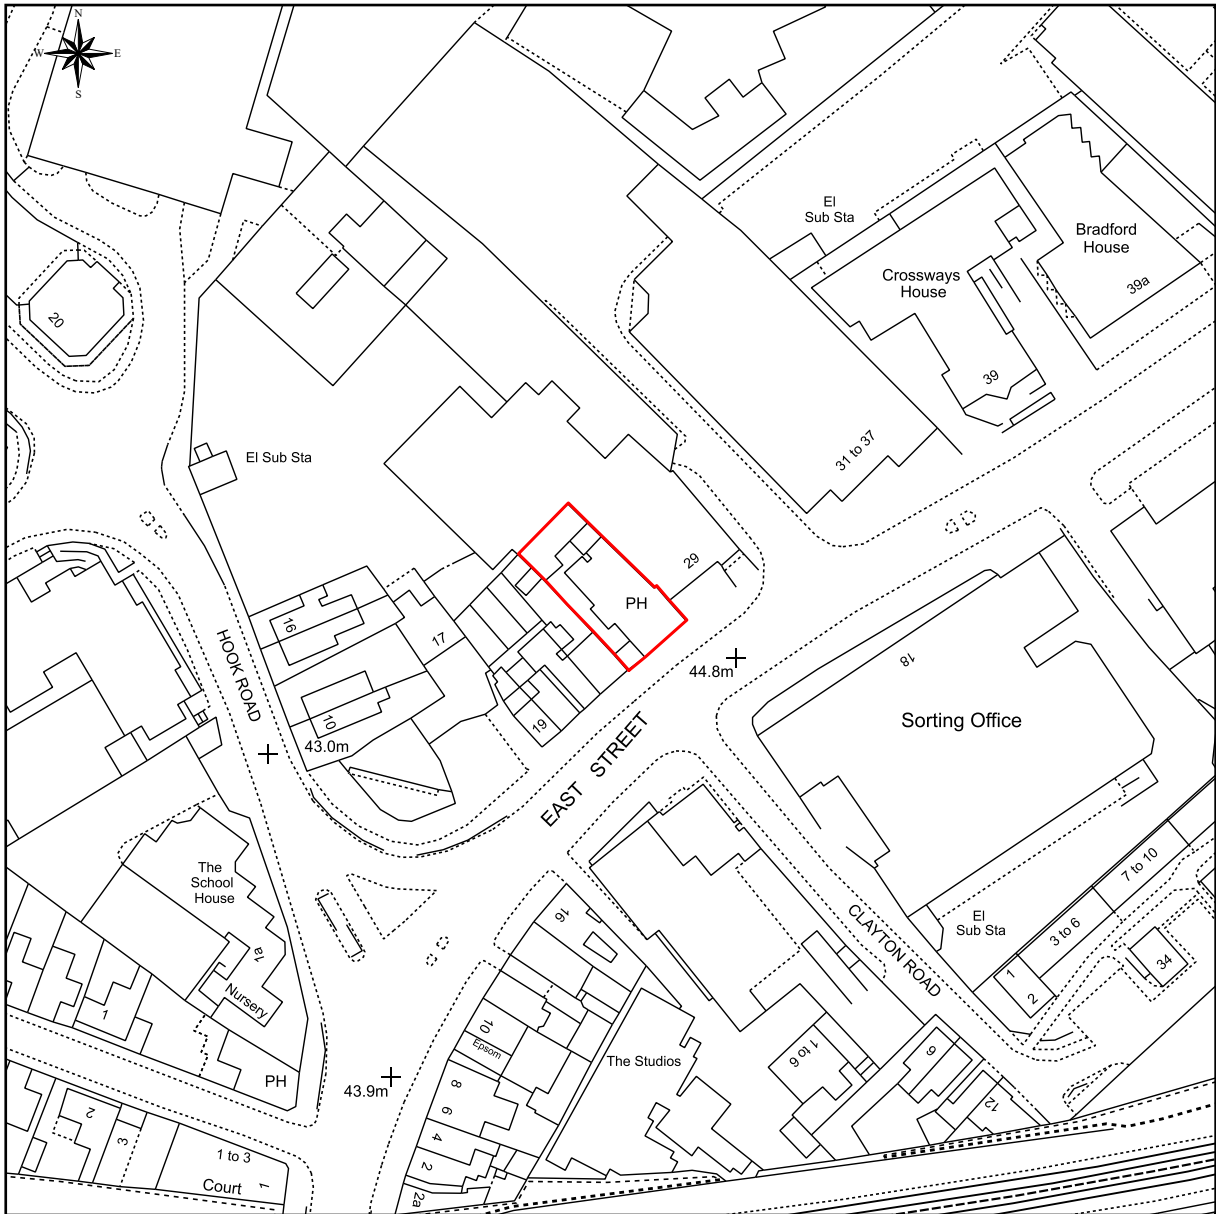 N
W E
S
El
Sub Sta
Bradford
House
Crossways
House
39a
20
39
31 to 37
El Sub Sta
29
PH
16
HOOK ROAD
17
18
44.8m
10
19
43.0m
Sorting Office
EAST STREET
The
School
House
7 to 10
CLAYTON ROAD
16
El
Sub Sta
3 to 6
34
1a
1
2
Nursery
1
10
Epsom
The Studios
1 to 6
9
PH
43.9m
8
6
12
2
3
4
1 to 3
2
Court
1
2a